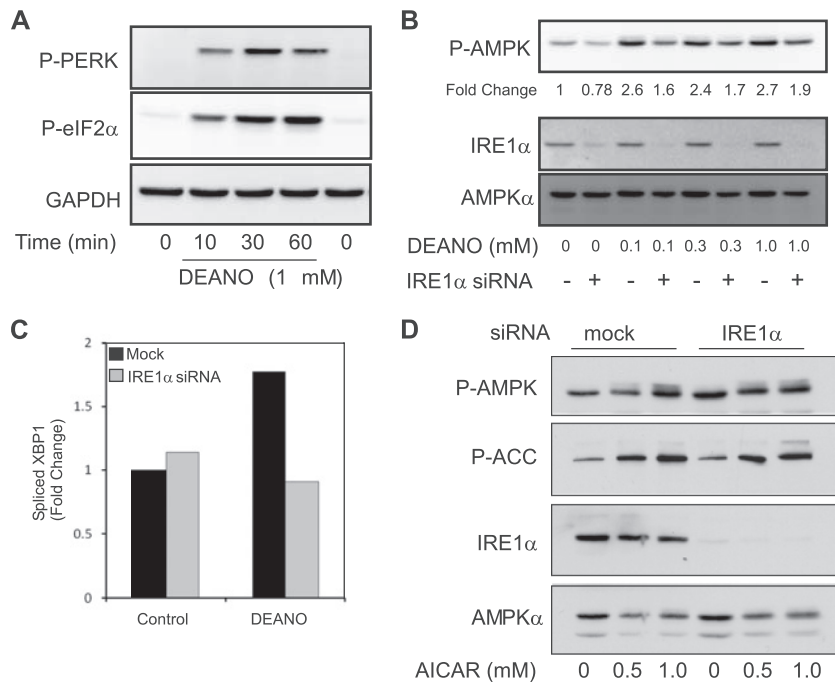 A
P-PERK
P-eIF2α
GAPDH
Time (min) 0 10 30 60 0
DEANO (1 mM)
B
P-AMPK
Fold Change 1 0.78 2.6 1.6 2.4 1.7 2.7 1.9
IRE1α
AMPKα
DEANO (mM) 0 0 0.1 0.1 0.3 0.3 1.0 1.0
IRE1α siRNA - + - + - + - +
C
2
1.5
1
0.5
0
Spliced XBP1
(Fold Change)
Mock
IRE1α siRNA
Control DEANO
D
siRNA mock IRE1α
P-AMPK
P-ACC
IRE1α
AMPKα
AICAR (mM) 0 0.5 1.0 0 0.5 1.0